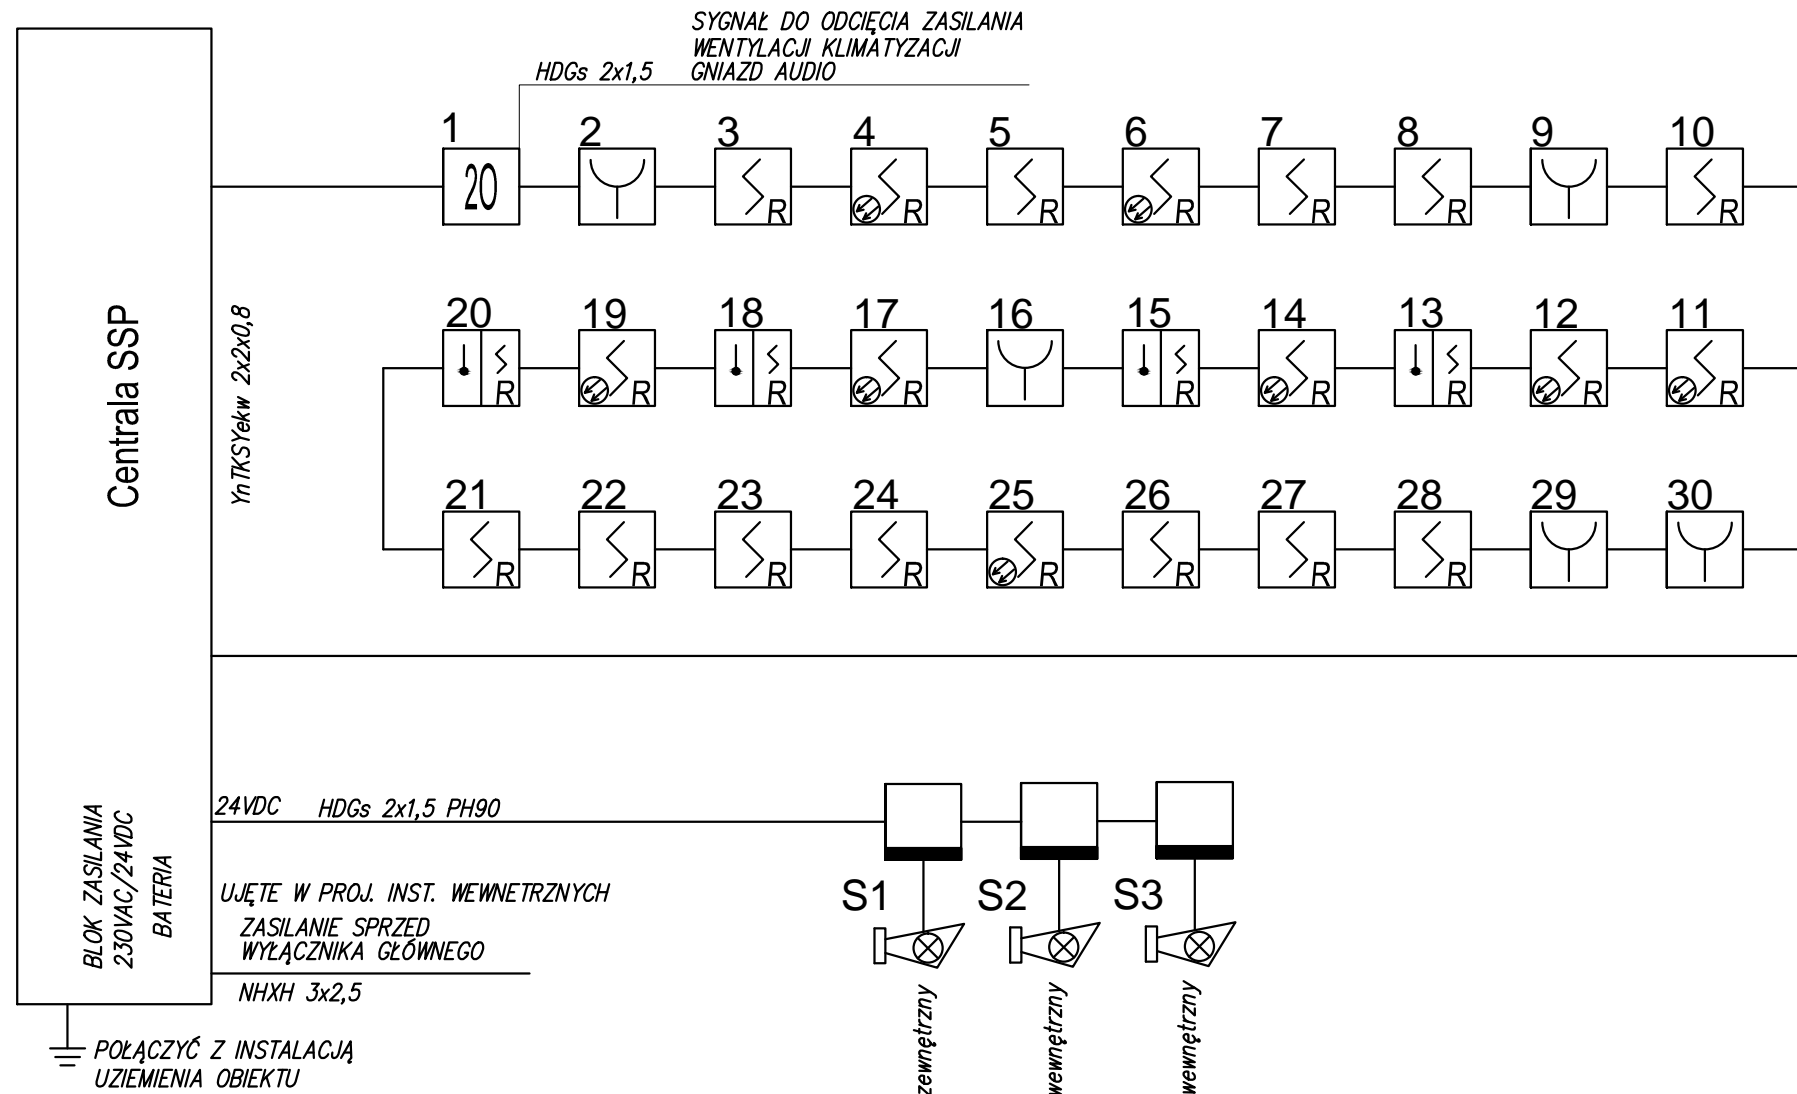 SYGNAŁ DO ODCIĘCIA ZASILANIA
WENTYLACJI KLIMATYZACJI
HDGs 2x1,5 GNIAZD AUDIO
1 2 3 4 5 6 7 8 9 10
20 R R R R R R R
20 19 18 17 16 15 14 13 12 11
R R R R R R R R R
21 22 23 24 25 26 27 28 29 30
R R R R R R R R
Centrala SSP
YnTKSYekw 2x2x0,8
24VDC HDGs 2x1,5 PH90
BLOK ZASILANIA
230VAC/24VDC
BATERIA
UJĘTE W PROJ. INST. WEWNETRZNYCH
ZASILANIE SPRZED
WYŁĄCZNIKA GŁÓWNEGO
NHXH 3x2,5
S1 S2 S3
zewnętrzny
wewnętrzny
wewnętrzny
POŁĄCZYĆ Z INSTALACJĄ
UZIEMIENIA OBIEKTU